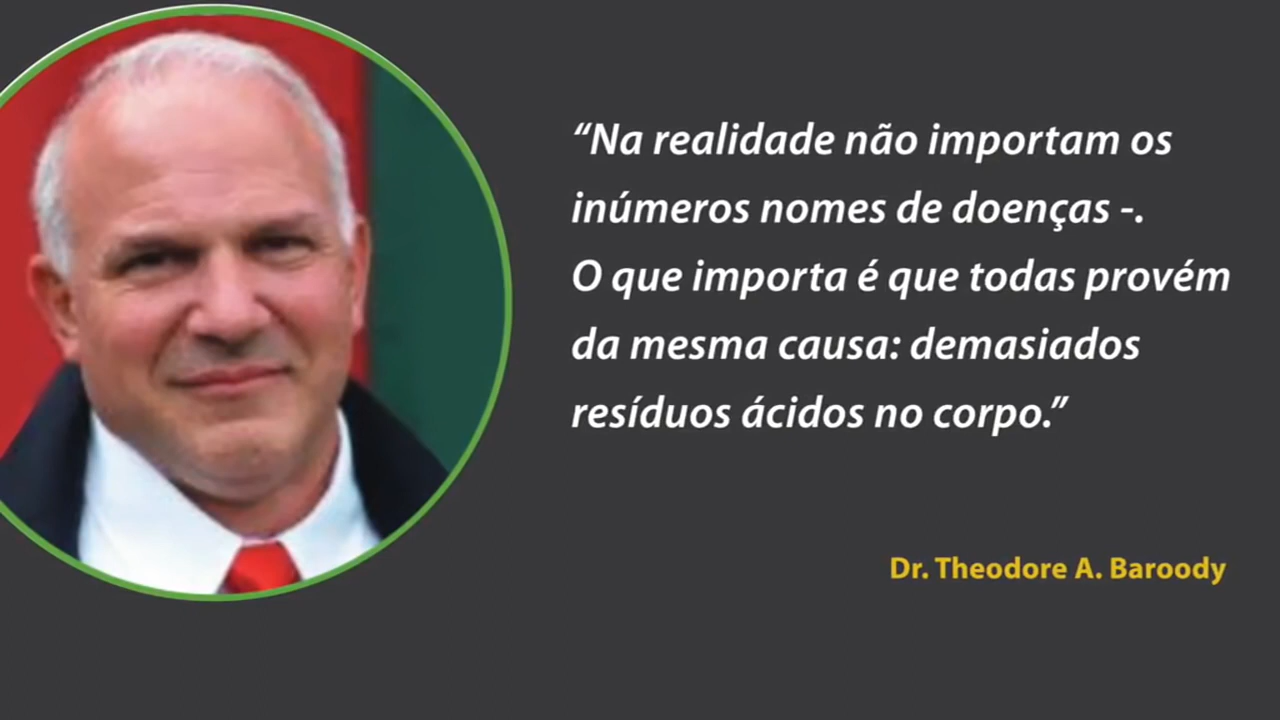 “Na realidade não importam os
inúmeros nomes de doenças -.
O que importa é que todas provém
da mesma causa: demasiados
resíduos ácidos no corpo.”
Dr. Theodore A. Baroody